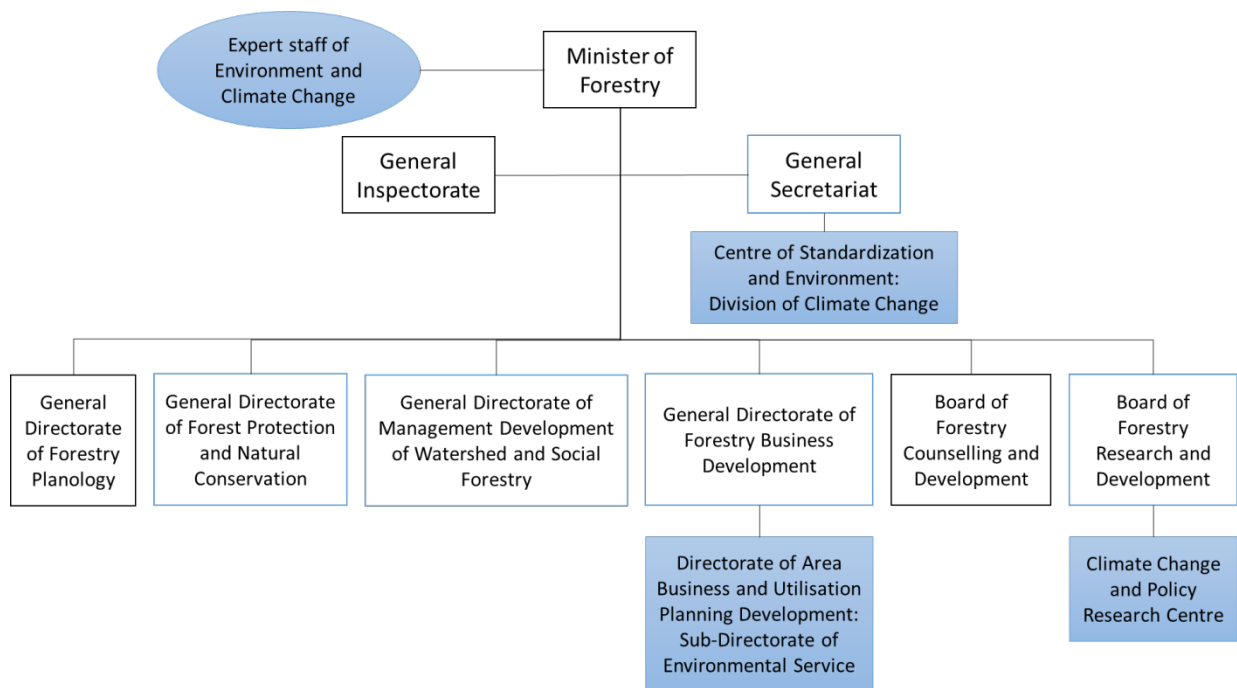 Expert staff of
Environment and
Climate Change
Minister of
Forestry
General
Inspectorate
General
Secretariat
Centre of Standardization
and Environment:
Division of Climate Change
General
Directorate
of Forestry
Planology
General Directorate
of Forest Protection
and Natural
Conservation
General Directorate of
Management Development
of Watershed and Social
Forestry
General Directorate of
Forestry Business
Development
Board of
Forestry
Counselling and
Development
Board of
Forestry
Research and
Development
Directorate of Area
Business and Utilisation
Planning Development:
Sub-Directorate of
Environmental Service
Climate Change
and Policy
Research Centre